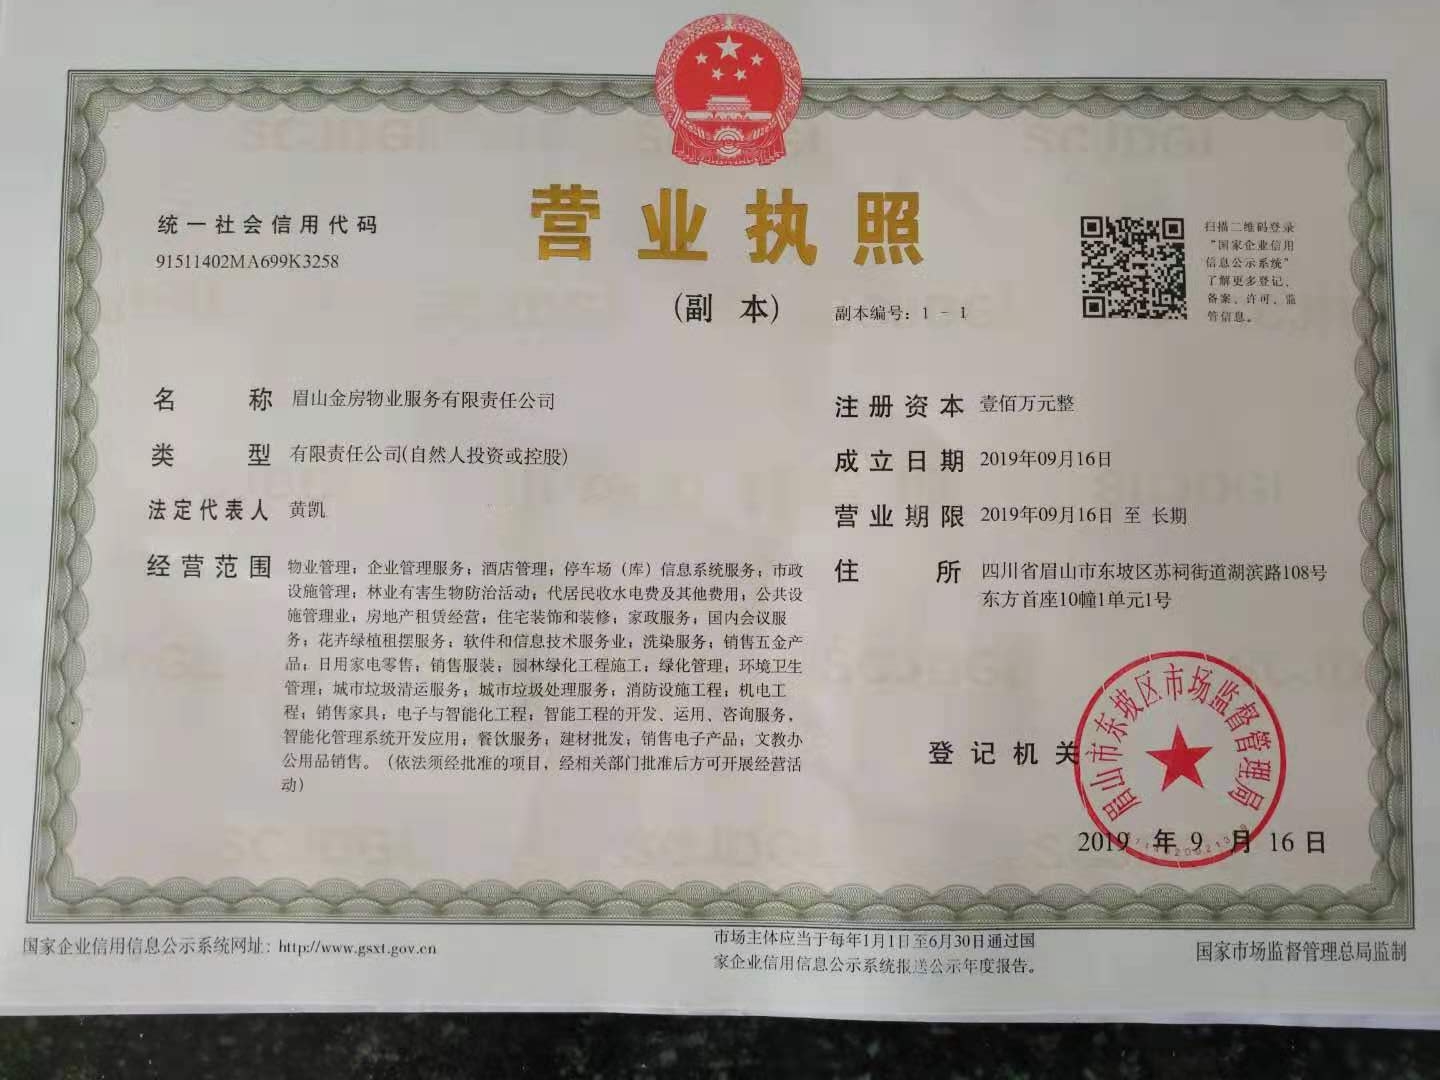 营业执照
(副 本)
副本编号：1 - 1
统一社会信用代码
91511402MA699K3258
扫描二维码登录
“国家企业信用
信息公示系统”
了解更多登记、
备案、许可、监
管信息。
名 称 眉山金房物业服务有限责任公司
类 型 有限责任公司(自然人投资或控股)
法定代表人 黄凯
经营范围 物业管理；企业管理服务；酒店管理；停车场（库）信息系统服务；市政
设施管理；林业有害生物防治活动；代居民收水电费及其他费用；公共设
施管理业；房地产租赁经营；住宅装饰和装修；家政服务；国内会议服
务；花卉绿植租摆服务；软件和信息技术服务业；洗染服务；销售五金产
品；日用家电零售；销售服装；园林绿化工程施工；绿化管理；环境卫生
管理；城市垃圾清运服务；城市垃圾处理服务；消防设施工程；机电工
程；销售家具；电子与智能化工程；智能工程的开发、运用、咨询服务，
智能化管理系统开发应用；餐饮服务；建材批发；销售电子产品；文教办
公用品销售。（依法须经批准的项目，经相关部门批准后方可开展经营活
动）
注册资本 壹佰万元整
成立日期 2019年09月16日
营业期限 2019年09月16日 至 长期
住 所 四川省眉山市东坡区苏祠街道湖滨路108号
东方首座10幢1单元1号
登记机关
眉山市东坡区市场监督管理局
2019 年 9 月 16 日
国家企业信用信息公示系统网址：http://www.gsxt.gov.cn
市场主体应当于每年1月1日至6月30日通过国
家企业信用信息公示系统报送公示年度报告。
国家市场监督管理总局监制